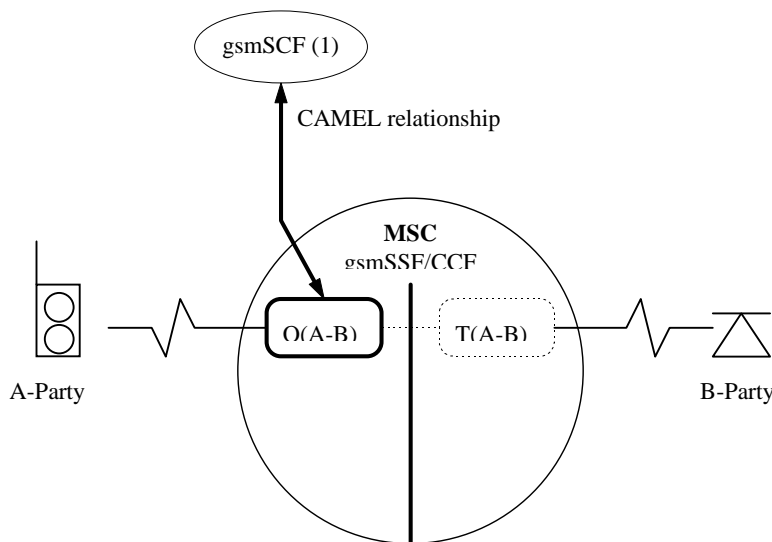 gsmSCF (1)
CAMEL relationship
MSC
gsmSSF/CCF
O(A-B)
T(A-B)
A-Party
B-Party